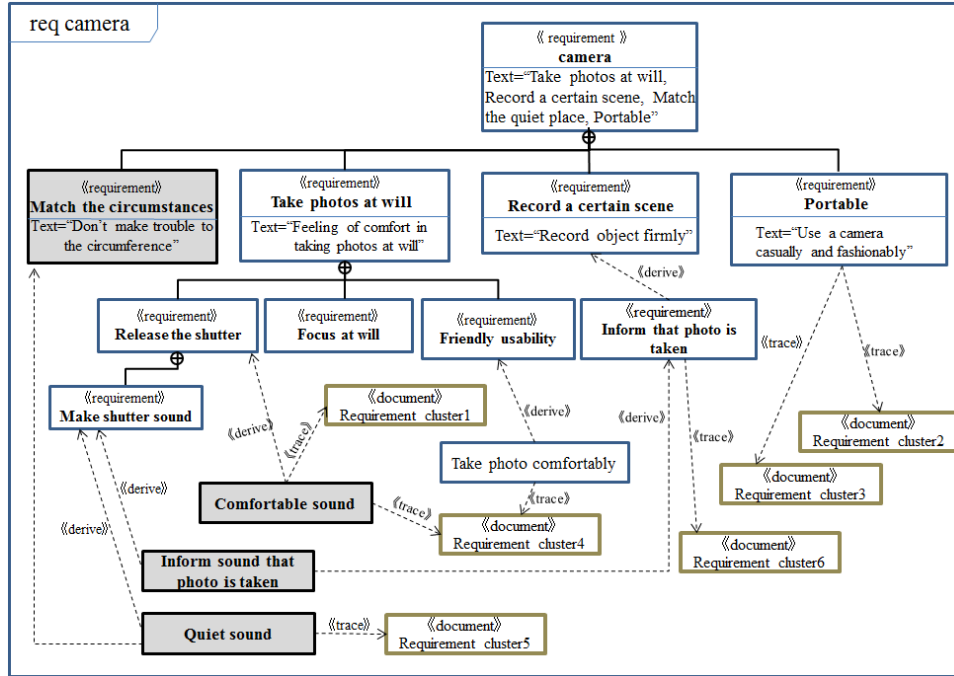 req camera
《 requirement 》
camera
Text=“Take photos at will,
Record a certain scene, Match
the quiet place, Portable”
《requirement》
Match the circumstances
Text=“Don’t make trouble to
the circumference”
《requirement》
Take photos at will
Text=“Feeling of comfort in
taking photos at will”
《requirement》
Record a certain scene
Text=“Record object firmly”
《requirement》
Portable
Text=“Use a camera
casually and fashionably”
《derive》
《requirement》
Release the shutter
《requirement》
Focus at will
《requirement》
Friendly usability
《requirement》
Inform that photo is
taken
《trace》
《trace》
《requirement》
Make shutter sound
《derive》
《trace》
《document》
Requirement cluster1
《derive》
《derive》
《trace》
《document》
Requirement cluster2
Take photo comfortably
《document》
Requirement cluster3
《derive》
Comfortable sound
《trace》
《trace》
《document》
Requirement cluster4
《derive》
Inform sound that
photo is taken
《document》
Requirement cluster6
Quiet sound
《trace》
《document》
Requirement cluster5